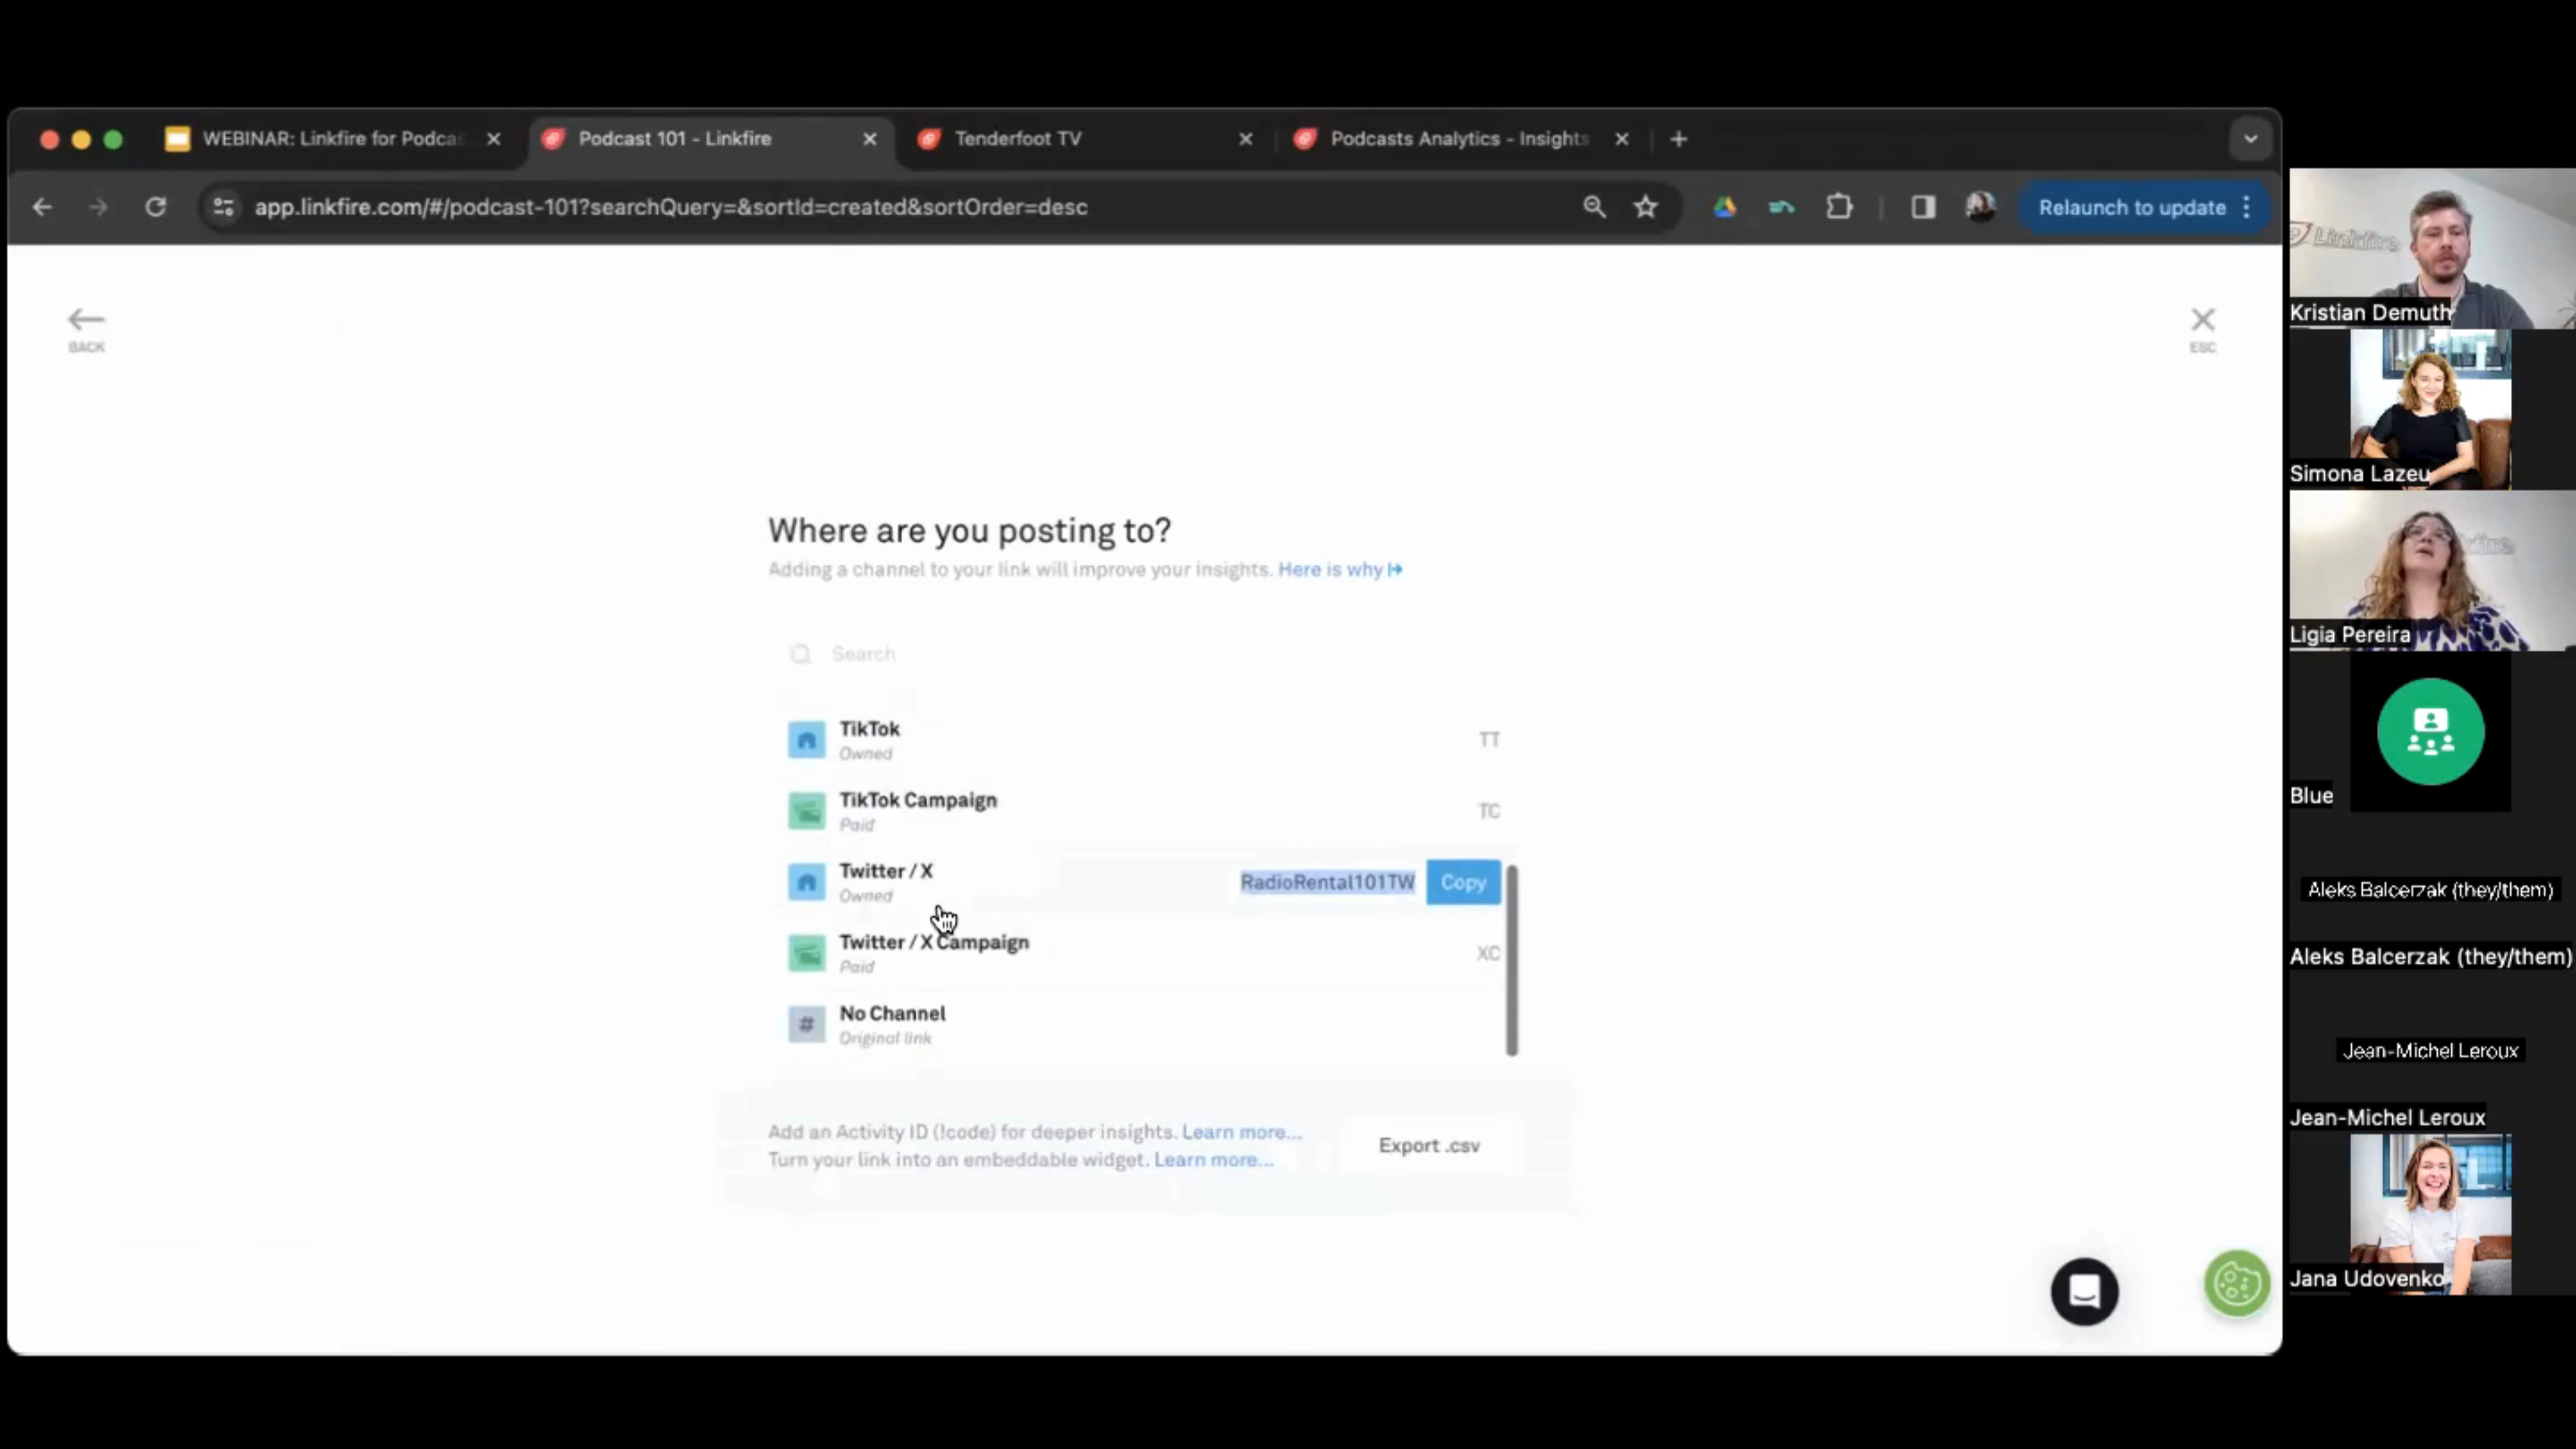 WEBINAR: Linkfire for Podca
Podcast 101 - Linkfire
Tenderfoot TV
Podcasts Analytics - Insights
app.linkfire.com/#/podcast-101?searchQuery=&sortId=created&sortOrder=desc
Relaunch to update
BACK
ESC
Where are you posting to?
Adding a channel to your link will improve your insights. Here is why
Search
TikTok
Owned
TT
TikTok Campaign
Paid
TC
Twitter / X
Owned
RadioRental101TW
Copy
Twitter / X Campaign
Paid
XC
#
No Channel
Original link
Add an Activity ID (!code) for deeper insights. Learn more...
Turn your link into an embeddable widget. Learn more...
Export .csv
Linkfire
Kristian Demuth
Simona Lazeu
kfire
Ligia Pereira
Blue
Aleks Balcerzak (they/them)
Aleks Balcerzak (they/them)
Jean-Michel Leroux
Jean-Michel Leroux
Jana Udovenko